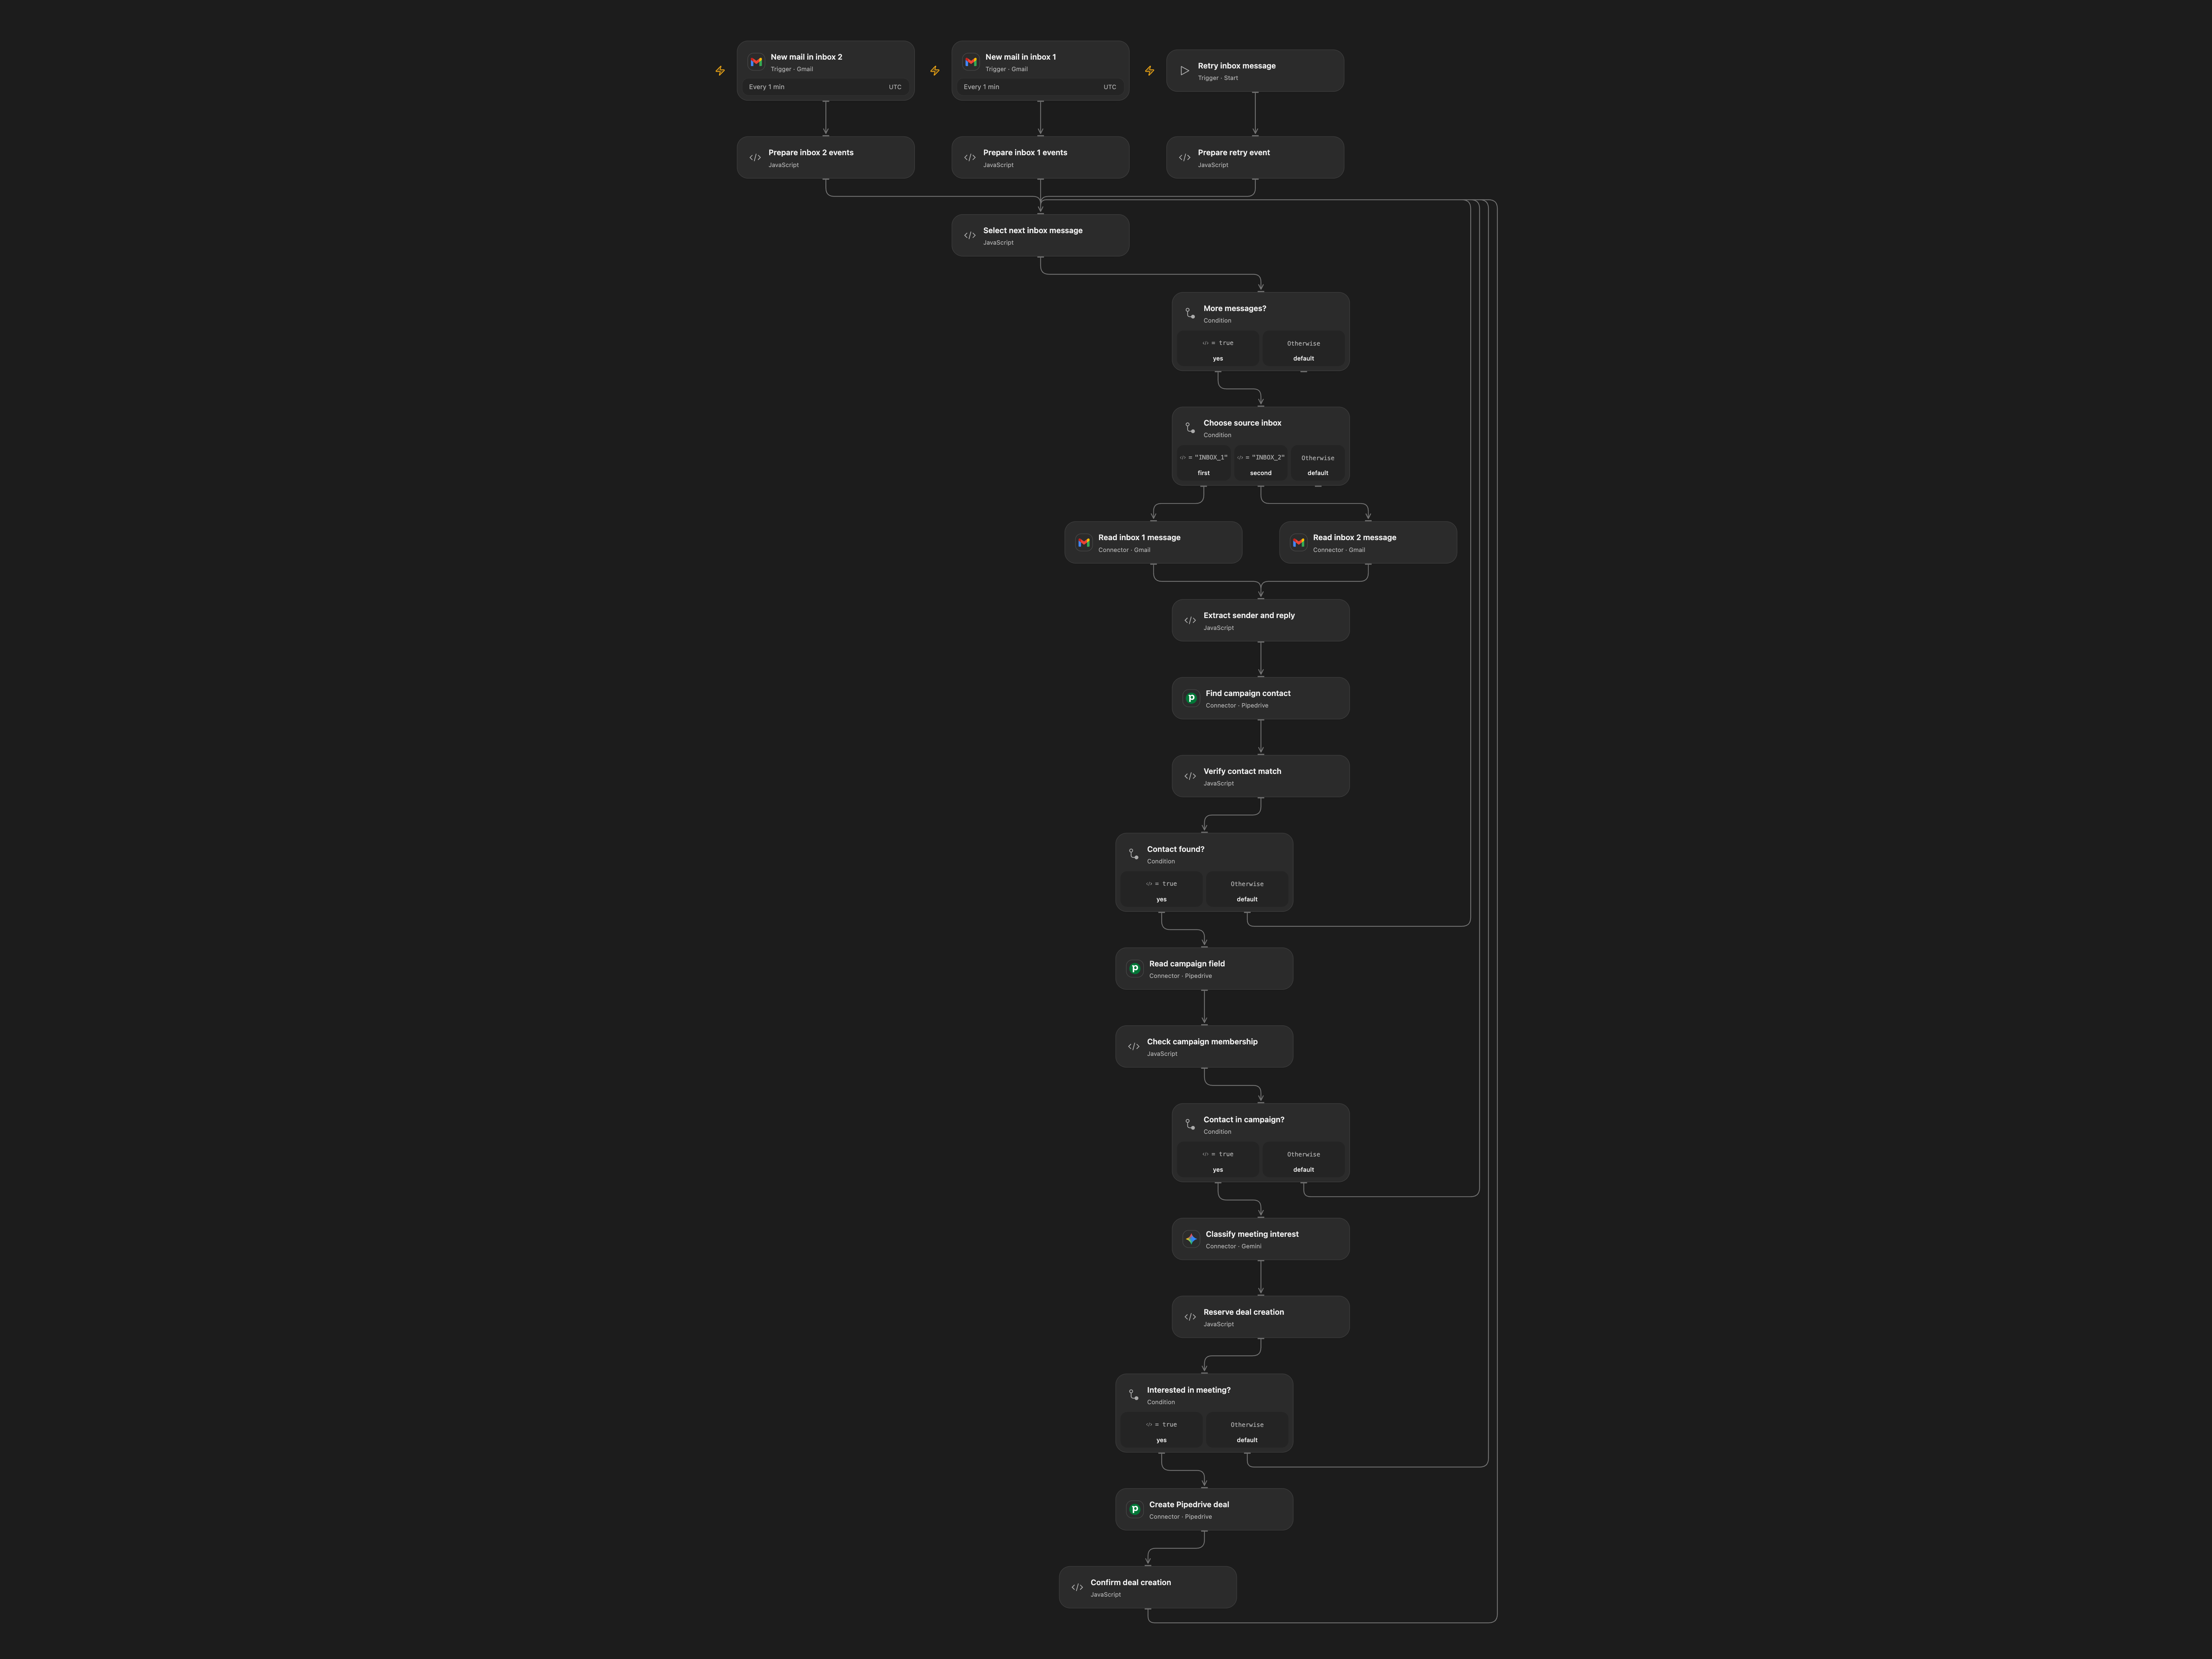 New mail in inbox 2
Trigger · Gmail
Every 1 min UTC
New mail in inbox 1
Trigger · Gmail
Every 1 min UTC
Retry inbox message
Trigger · Start
Prepare inbox 2 events
JavaScript
Prepare inbox 1 events
JavaScript
Prepare retry event
JavaScript
Select next inbox message
JavaScript
More messages?
Condition
= true
yes
Otherwise
default
Choose source inbox
Condition
= "INBOX_1"
first
= "INBOX_2"
second
Otherwise
default
Read inbox 1 message
Connector · Gmail
Read inbox 2 message
Connector · Gmail
Extract sender and reply
JavaScript
Find campaign contact
Connector · Pipedrive
Verify contact match
JavaScript
Contact found?
Condition
= true
yes
Otherwise
default
Read campaign field
Connector · Pipedrive
Check campaign membership
JavaScript
Contact in campaign?
Condition
= true
yes
Otherwise
default
Classify meeting interest
Connector · Gemini
Reserve deal creation
JavaScript
Interested in meeting?
Condition
= true
yes
Otherwise
default
Create Pipedrive deal
Connector · Pipedrive
Confirm deal creation
JavaScript